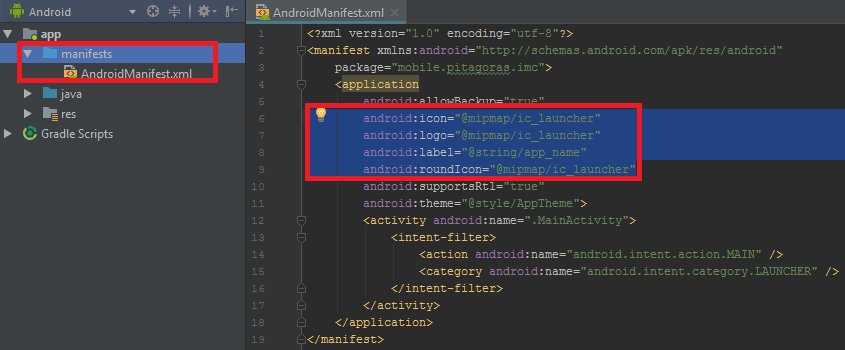 Android
app
manifests
AndroidManifest.xml
java
res
Gradle Scripts
AndroidManifest.xml
1 <?xml version="1.0" encoding="utf-8"?>
2 <manifest xmlns:android="http://schemas.android.com/apk/res/android"
3 package="mobile.pitagoras.imc">
4 <application
5 android:allowBackup="true"
6 android:icon="@mipmap/ic_launcher"
7 android:logo="@mipmap/ic_launcher"
8 android:label="@string/app_name"
9 android:roundIcon="@mipmap/ic_launcher"
10 android:supportsRtl="true"
11 android:theme="@style/AppTheme">
12 <activity android:name=".MainActivity">
13 <intent-filter>
14 <action android:name="android.intent.action.MAIN" />
15 <category android:name="android.intent.category.LAUNCHER" />
16 </intent-filter>
17 </activity>
18 </application>
19 </manifest>